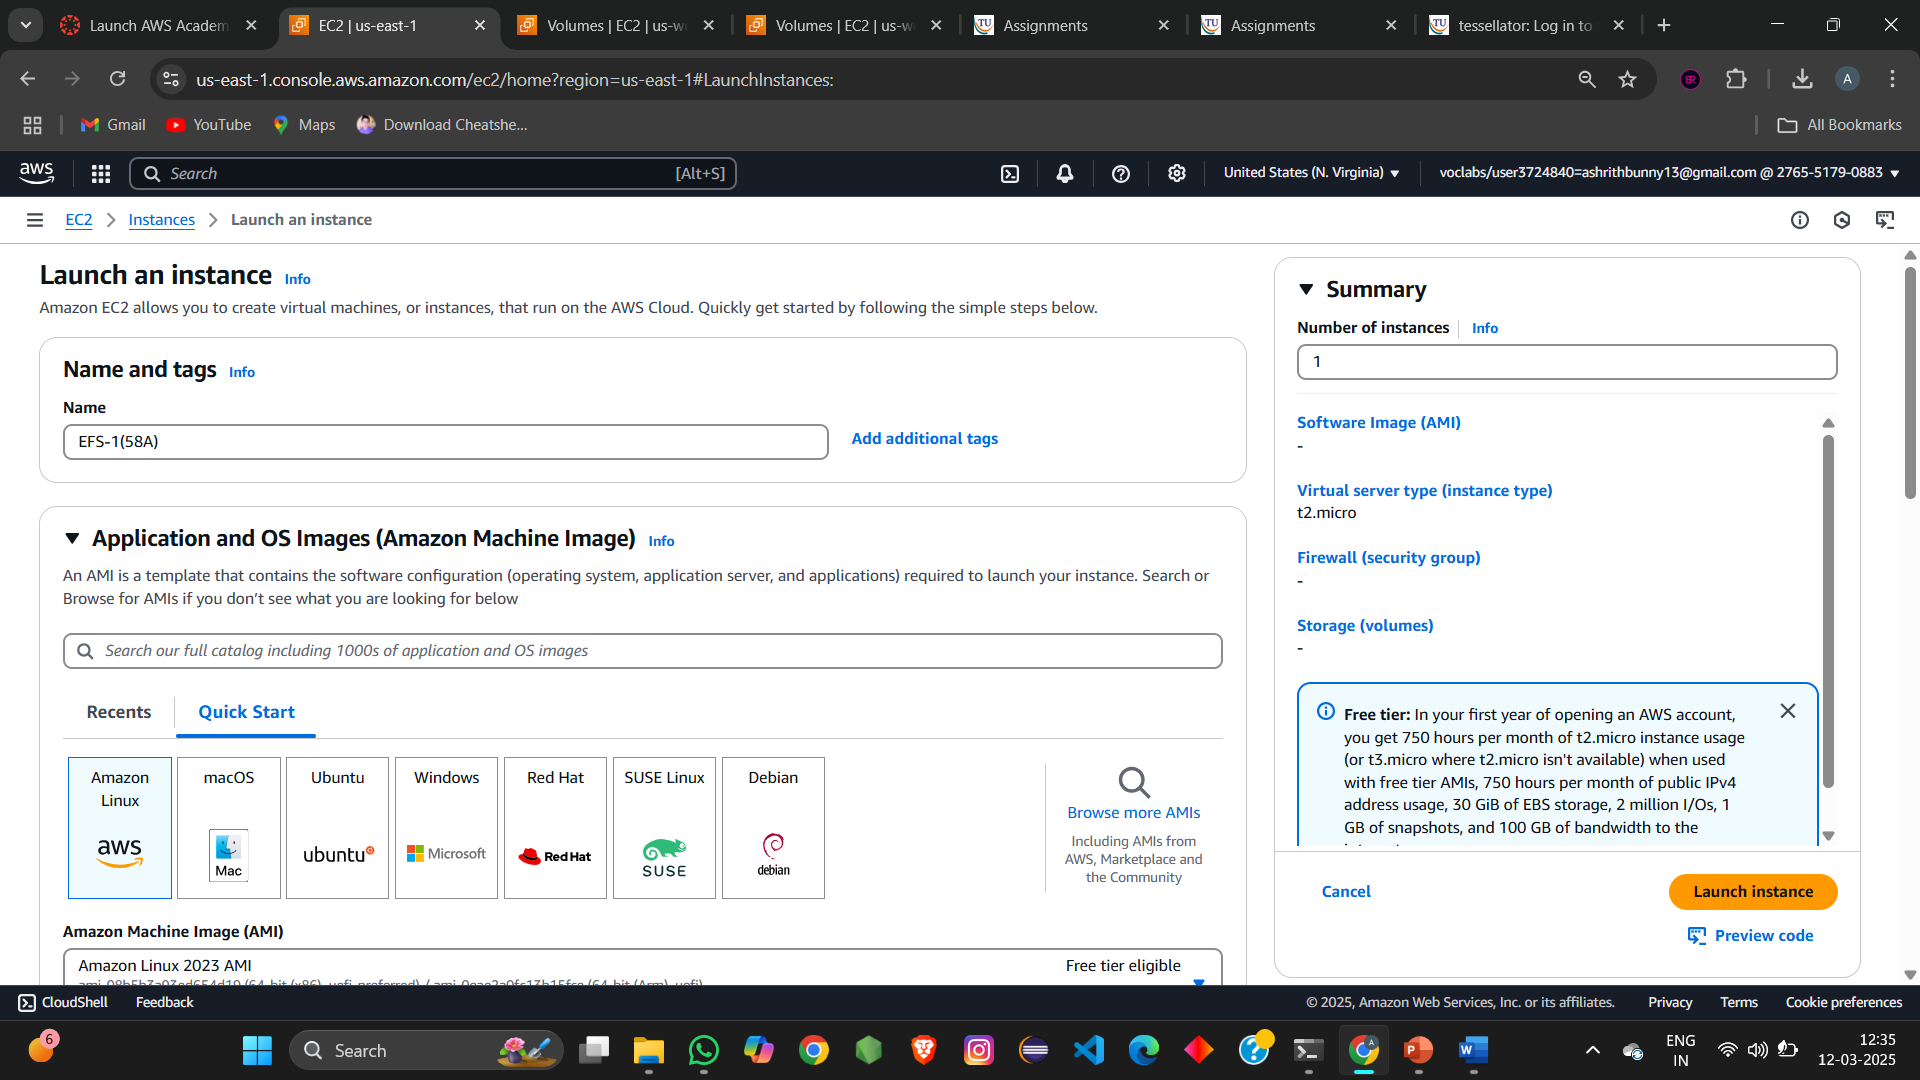 Launch AWS Academ
EC2 | us-east-1
Volumes | EC2 | us-we
Volumes | EC2 | us-we
Assignments
Assignments
tessellator: Log in to
us-east-1.console.aws.amazon.com/ec2/home?region=us-east-1#LaunchInstances:
A
Gmail
YouTube
Maps
Download Cheatshe...
All Bookmarks
aws
Search
[Alt+S]
United States (N. Virginia)
voclabs/user3724840=ashrithbunny13@gmail.com @ 2765-5179-0883
EC2
Instances
Launch an instance
Launch an instance
Info
Amazon EC2 allows you to create virtual machines, or instances, that run on the AWS Cloud. Quickly get started by following the simple steps below.
Name and tags
Info
Name
EFS-1(58A)
Add additional tags
Application and OS Images (Amazon Machine Image)
Info
An AMI is a template that contains the software configuration (operating system, application server, and applications) required to launch your instance. Search or
Browse for AMIs if you don’t see what you are looking for below
Search our full catalog including 1000s of application and OS images
Recents
Quick Start
Amazon
Linux
aws
macOS
Mac
Ubuntu
ubuntu
Windows
Microsoft
Red Hat
Red Hat
SUSE Linux
SUSE
Debian
debian
Browse more AMIs
Including AMIs from
AWS, Marketplace and
the Community
Amazon Machine Image (AMI)
Amazon Linux 2023 AMI
Free tier eligible
Summary
Number of instances
Info
1
Software Image (AMI)
-
Virtual server type (instance type)
t2.micro
Firewall (security group)
-
Storage (volumes)
-
Free tier: In your first year of opening an AWS account,
you get 750 hours per month of t2.micro instance usage
(or t3.micro where t2.micro isn't available) when used
with free tier AMIs, 750 hours per month of public IPv4
address usage, 30 GiB of EBS storage, 2 million I/Os, 1
GB of snapshots, and 100 GB of bandwidth to the
Cancel
Launch instance
Preview code
CloudShell
Feedback
© 2025, Amazon Web Services, Inc. or its affiliates.
Privacy
Terms
Cookie preferences
6
Search
ENG
IN
12:35
12-03-2025